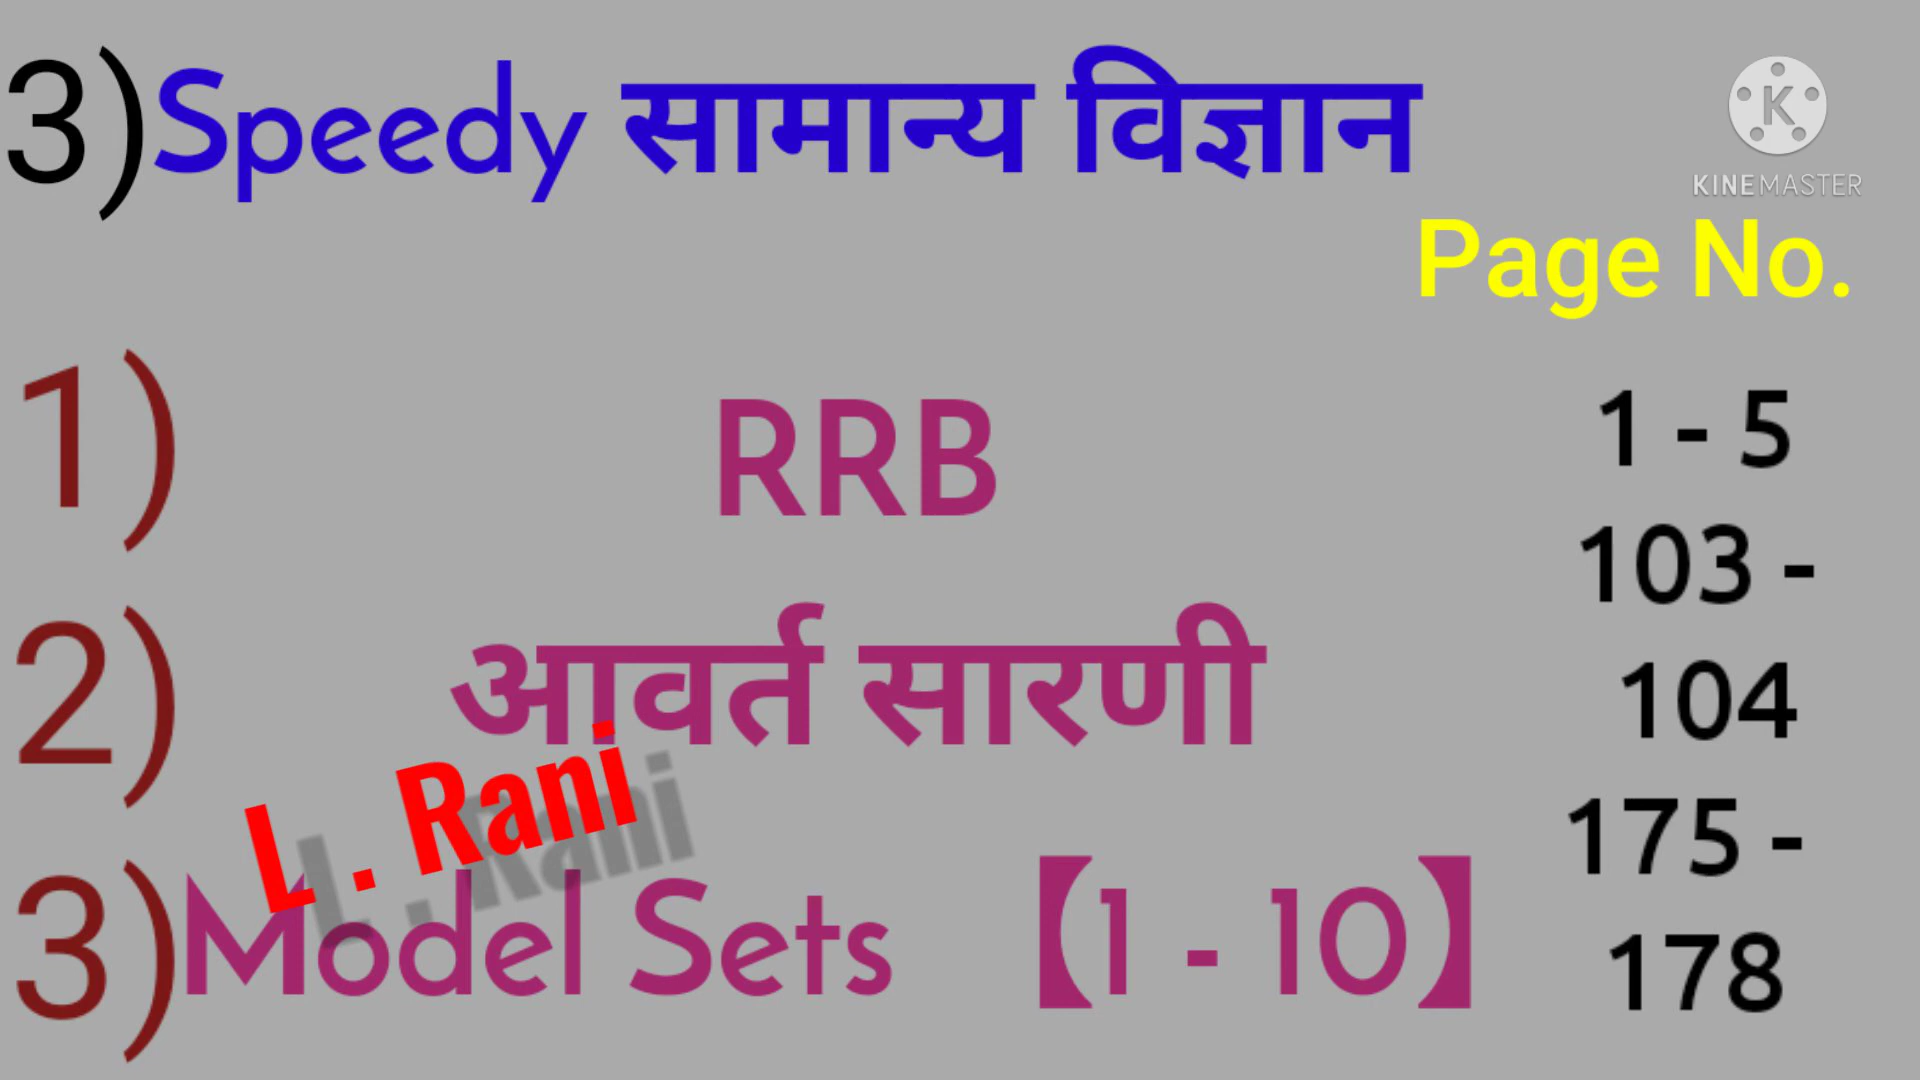 3)Speedy सामान्य विज्ञान
KINEMASTER
Page No.
1) RRB 1 - 5
103 -
2) आवर्त सारणी 104
L . Rani
175 -
3)Model Sets 【1 - 10】 178